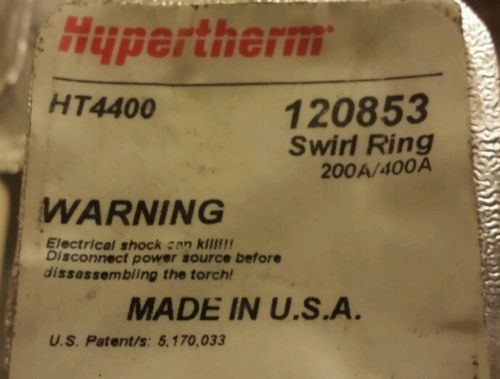 Hypertherm®
HT4400
120853
Swirl Ring
200A/400A
WARNING
Electrical shock can kill!!!!
Disconnect power source before
dissassembling the torch!
MADE IN U.S.A.
U.S. Patent/s: 5,170,033